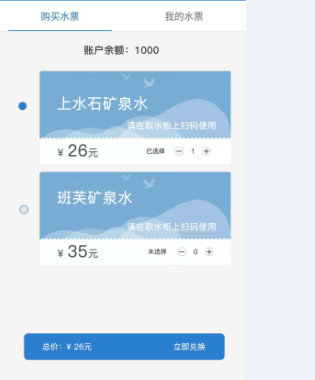 购买水票 我的水票
账户余额：1000
上水石矿泉水
请在取水柜上扫码使用
¥ 26元 已选择 1
班芙矿泉水
请在取水柜上扫码使用
¥ 35元 未选择 0
总价：¥ 26元 立即兑换